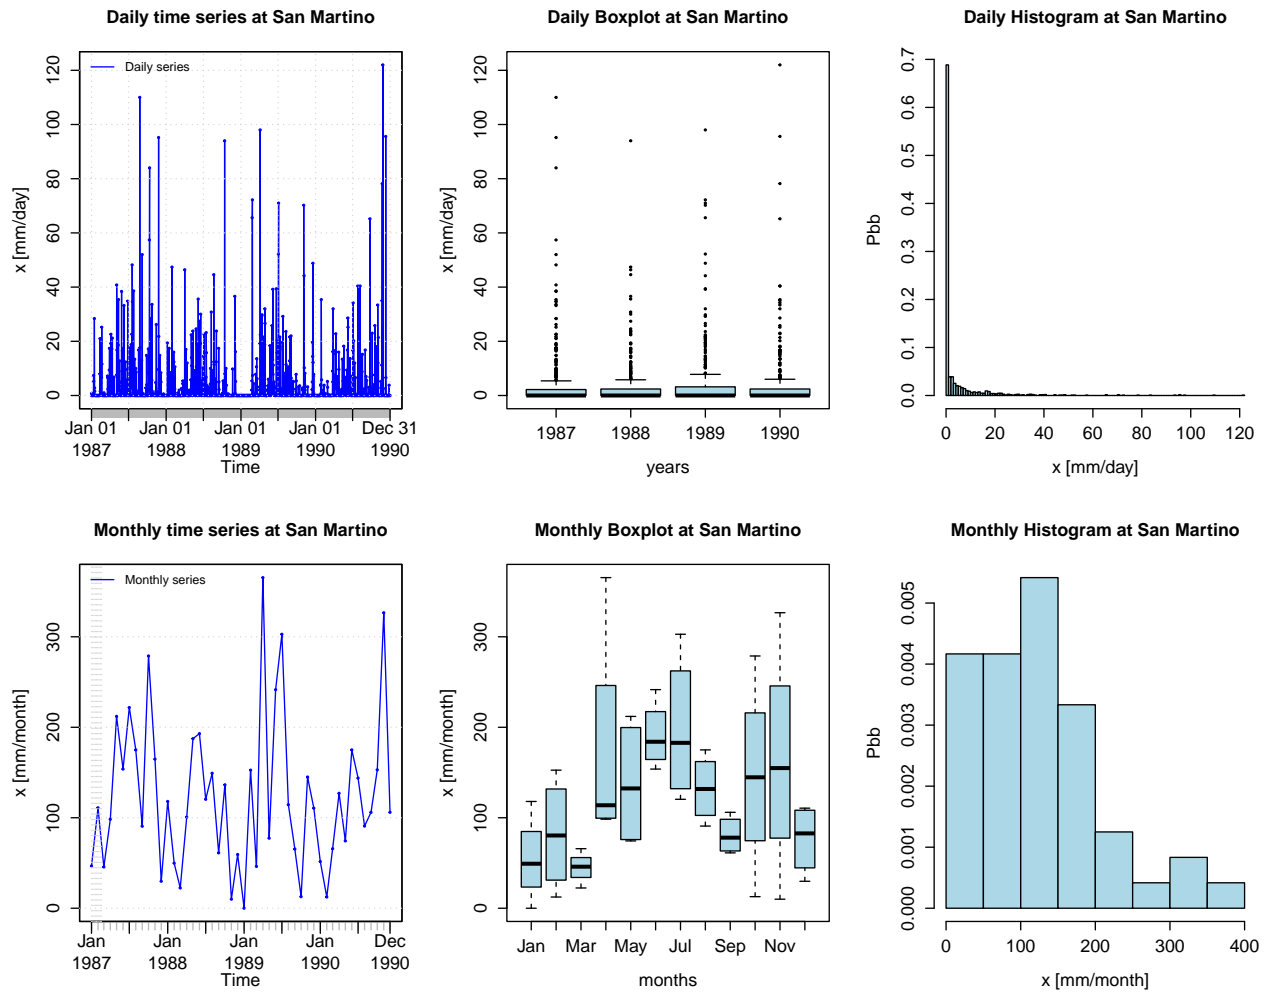 Daily time series at San Martino
x [mm/day]
0 20 40 60 80 100 120
Daily series
Jan 01 Jan 01 Jan 01 Jan 01 Dec 31
1987 1988 1989 1990 1990
Time
Daily Boxplot at San Martino
x [mm/day]
0 20 40 60 80 100 120
1987 1988 1989 1990
years
Daily Histogram at San Martino
Pbb
0.0 0.1 0.2 0.3 0.4 0.5 0.6 0.7
0 20 40 60 80 100 120
x [mm/day]
Monthly time series at San Martino
x [mm/month]
0 100 200 300
Monthly series
Jan Jan Jan Jan Dec
1987 1988 1989 1990 1990
Time
Monthly Boxplot at San Martino
x [mm/month]
0 100 200 300
Jan Mar May Jul Sep Nov
months
Monthly Histogram at San Martino
Pbb
0.000 0.001 0.002 0.003 0.004 0.005
0 100 200 300 400
x [mm/month]